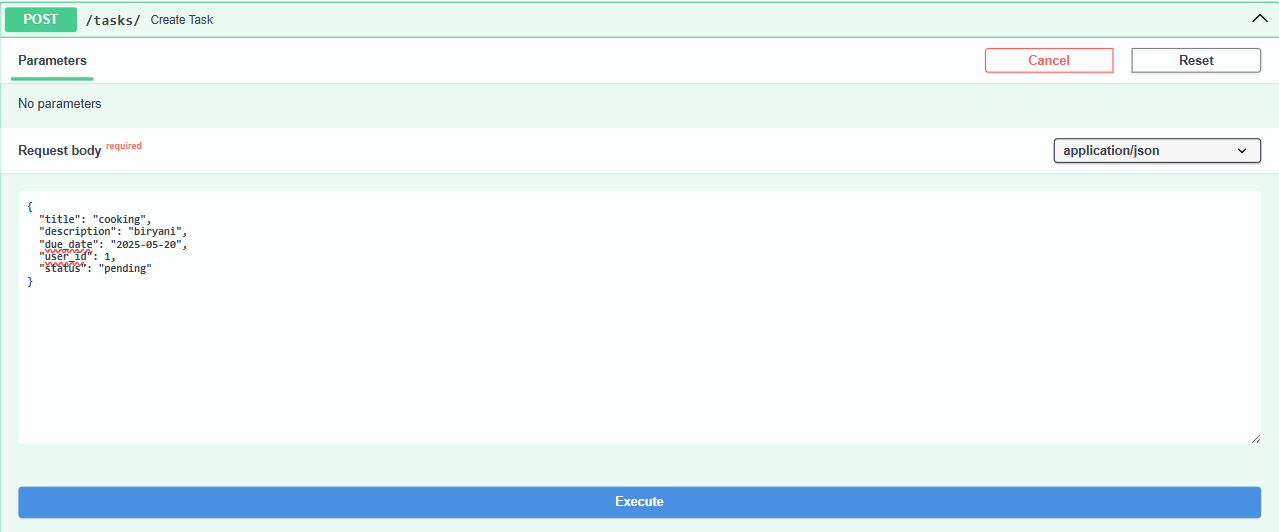 POST /tasks/ Create Task
Parameters
Cancel
Reset
No parameters
Request body required
application/json
{
  "title": "cooking",
  "description": "biryani",
  "due_date": "2025-05-20",
  "user_id": 1,
  "status": "pending"
}
Execute